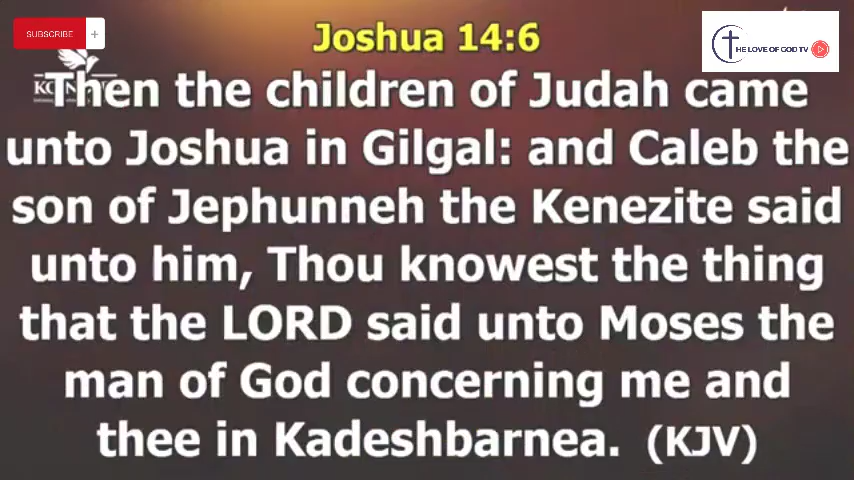 SUBSCRIBE +
Joshua 14:6
THE LOVE OF GOD TV
Then the children of Judah came
unto Joshua in Gilgal: and Caleb the
son of Jephunneh the Kenezite said
unto him, Thou knowest the thing
that the LORD said unto Moses the
man of God concerning me and
thee in Kadeshbarnea. (KJV)